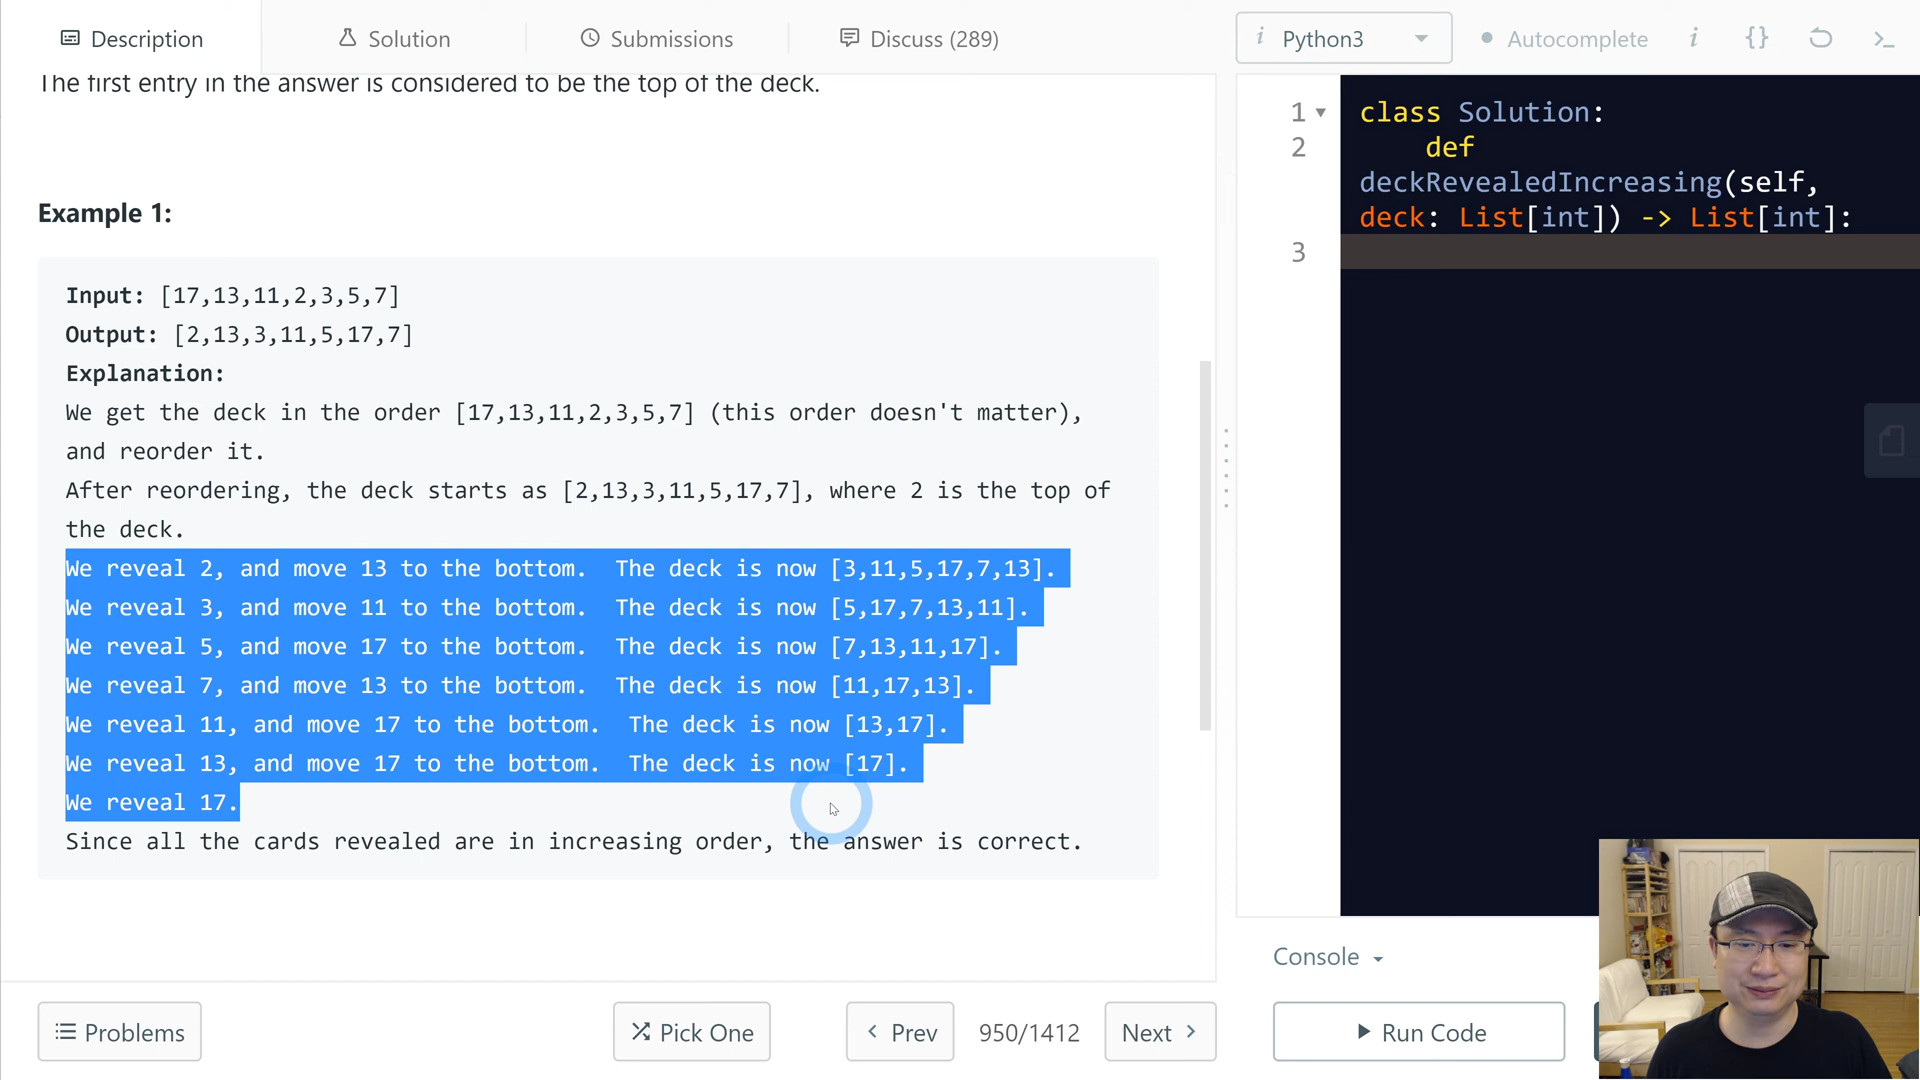 Description
Solution
Submissions
Discuss (289)
Python3
Autocomplete
The first entry in the answer is considered to be the top of the deck.
Example 1:
Input: [17,13,11,2,3,5,7]
Output: [2,13,3,11,5,17,7]
Explanation:
We get the deck in the order [17,13,11,2,3,5,7] (this order doesn't matter),
and reorder it.
After reordering, the deck starts as [2,13,3,11,5,17,7], where 2 is the top of
the deck.
We reveal 2, and move 13 to the bottom.  The deck is now [3,11,5,17,7,13].
We reveal 3, and move 11 to the bottom.  The deck is now [5,17,7,13,11].
We reveal 5, and move 17 to the bottom.  The deck is now [7,13,11,17].
We reveal 7, and move 13 to the bottom.  The deck is now [11,17,13].
We reveal 11, and move 17 to the bottom.  The deck is now [13,17].
We reveal 13, and move 17 to the bottom.  The deck is now [17].
We reveal 17.
Since all the cards revealed are in increasing order, the answer is correct.
1 class Solution:
2     def
deckRevealedIncreasing(self,
deck: List[int]) -> List[int]:
3
Console
Problems
Pick One
Prev
950/1412
Next
Run Code